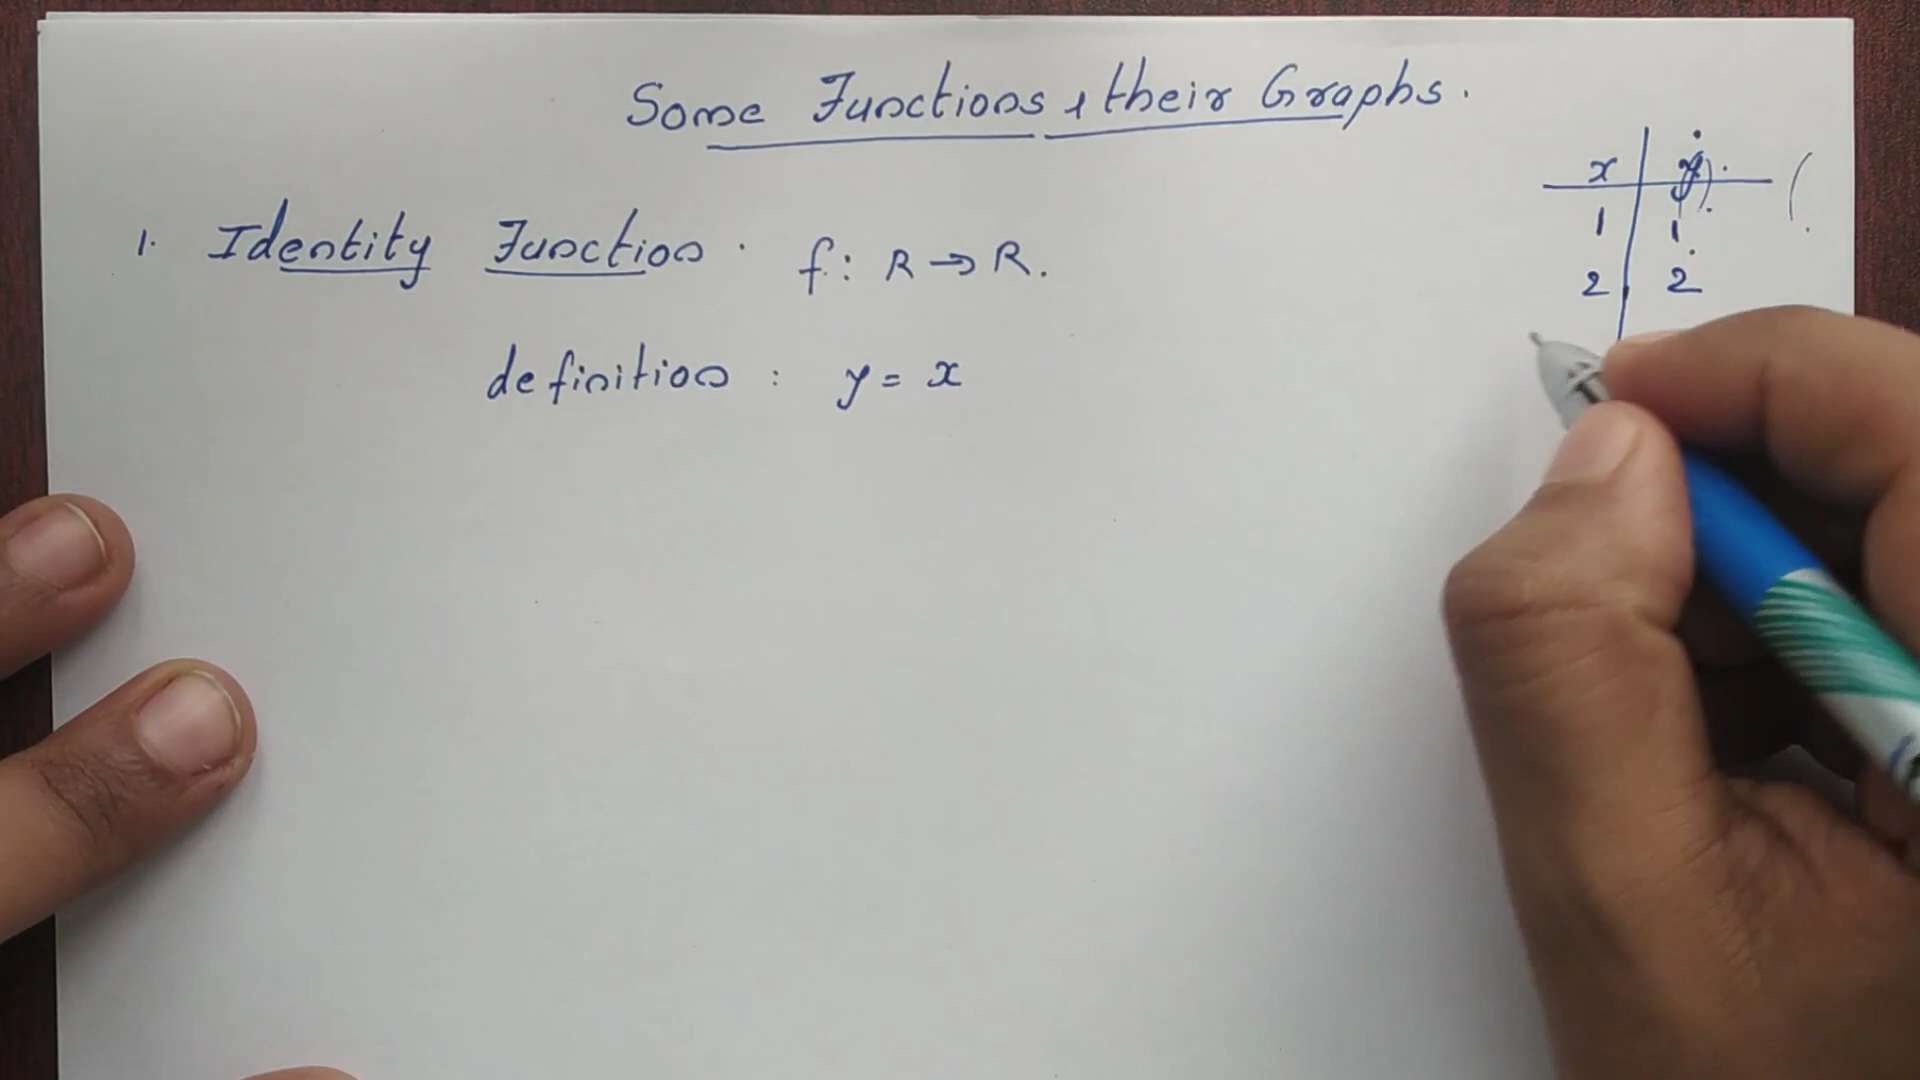 Some Functions & their Graphs.
1. Identity Function. f: R → R.
definition : y = x
x | y
1 | 1
2 | 2